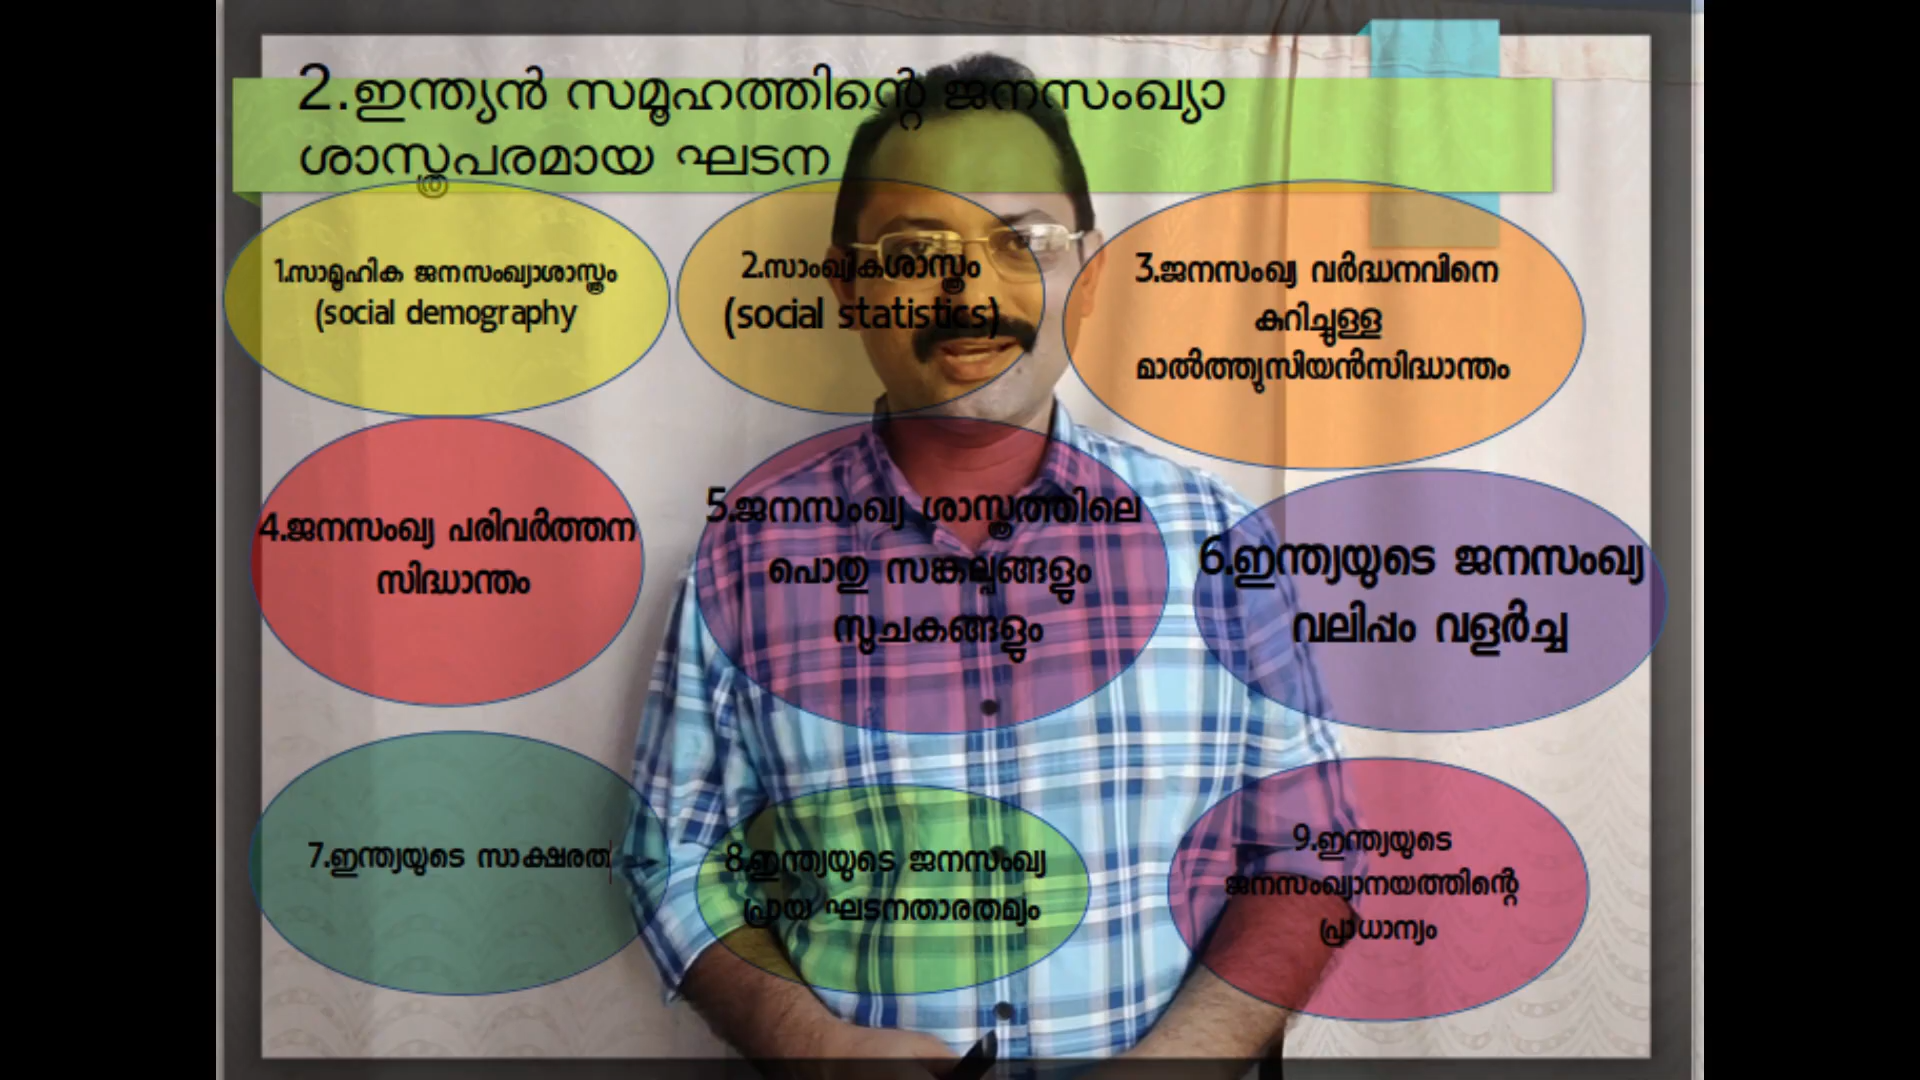 2.ഇന്ത്യൻ സമൂഹത്തിന്റെ ജനസംഖ്യാ
ശാസ്ത്രപരമായ ഘടന
1.സാമൂഹിക ജനസംഖ്യാശാസ്ത്രം
(social demography
2.സാംഖ്യികശാസ്ത്രം
(social statistics)
3.ജനസംഖ്യ വർദ്ധനവിനെ
കുറിച്ചുള്ള
മാൽത്ത്യുസിയൻസിദ്ധാന്തം
4.ജനസംഖ്യ പരിവർത്തന
സിദ്ധാന്തം
5.ജനസംഖ്യ ശാസ്ത്രത്തിലെ
പൊതു സങ്കല്പങ്ങളും
സൂചകങ്ങളും
6.ഇന്ത്യയുടെ ജനസംഖ്യ
വലിപ്പം വളർച്ച
7.ഇന്ത്യയുടെ സാക്ഷരത
8.ഇന്ത്യയുടെ ജനസംഖ്യ
പ്രായ ഘടനതാരതമ്യം
9.ഇന്ത്യയുടെ
ജനസംഖ്യാനയത്തിന്റെ
പ്രാധാന്യം